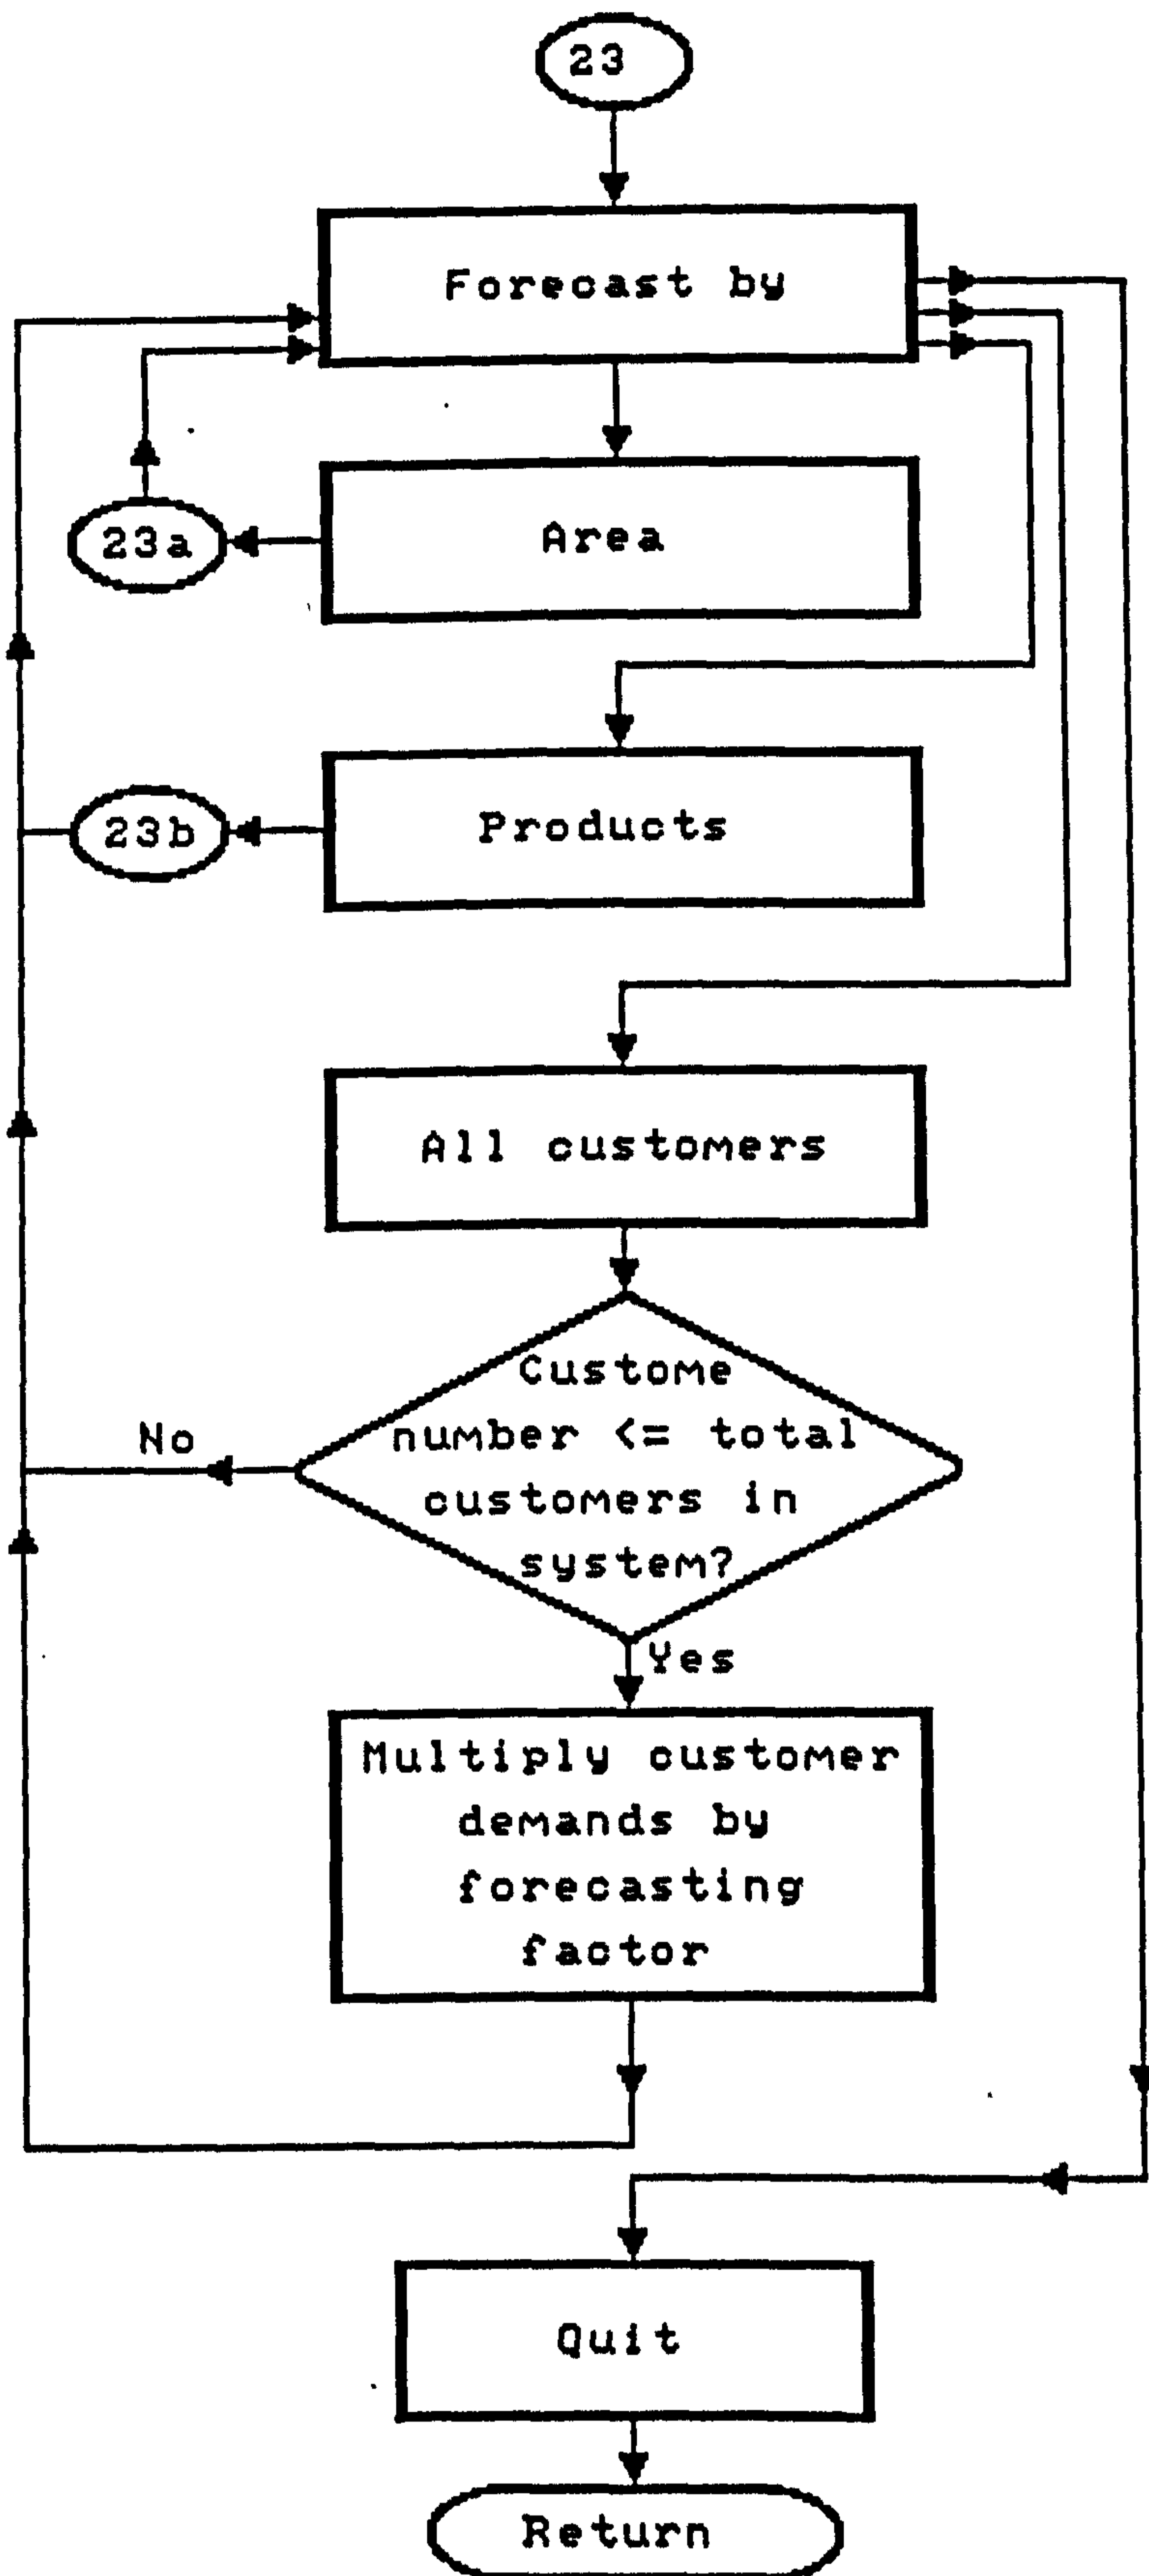 23
Forecast by
Area
23a
Products
23b
All customers
Custome
number <= total
customers in
system?
No
Yes
Multiply customer
demands by
forecasting
factor
Quit
Return